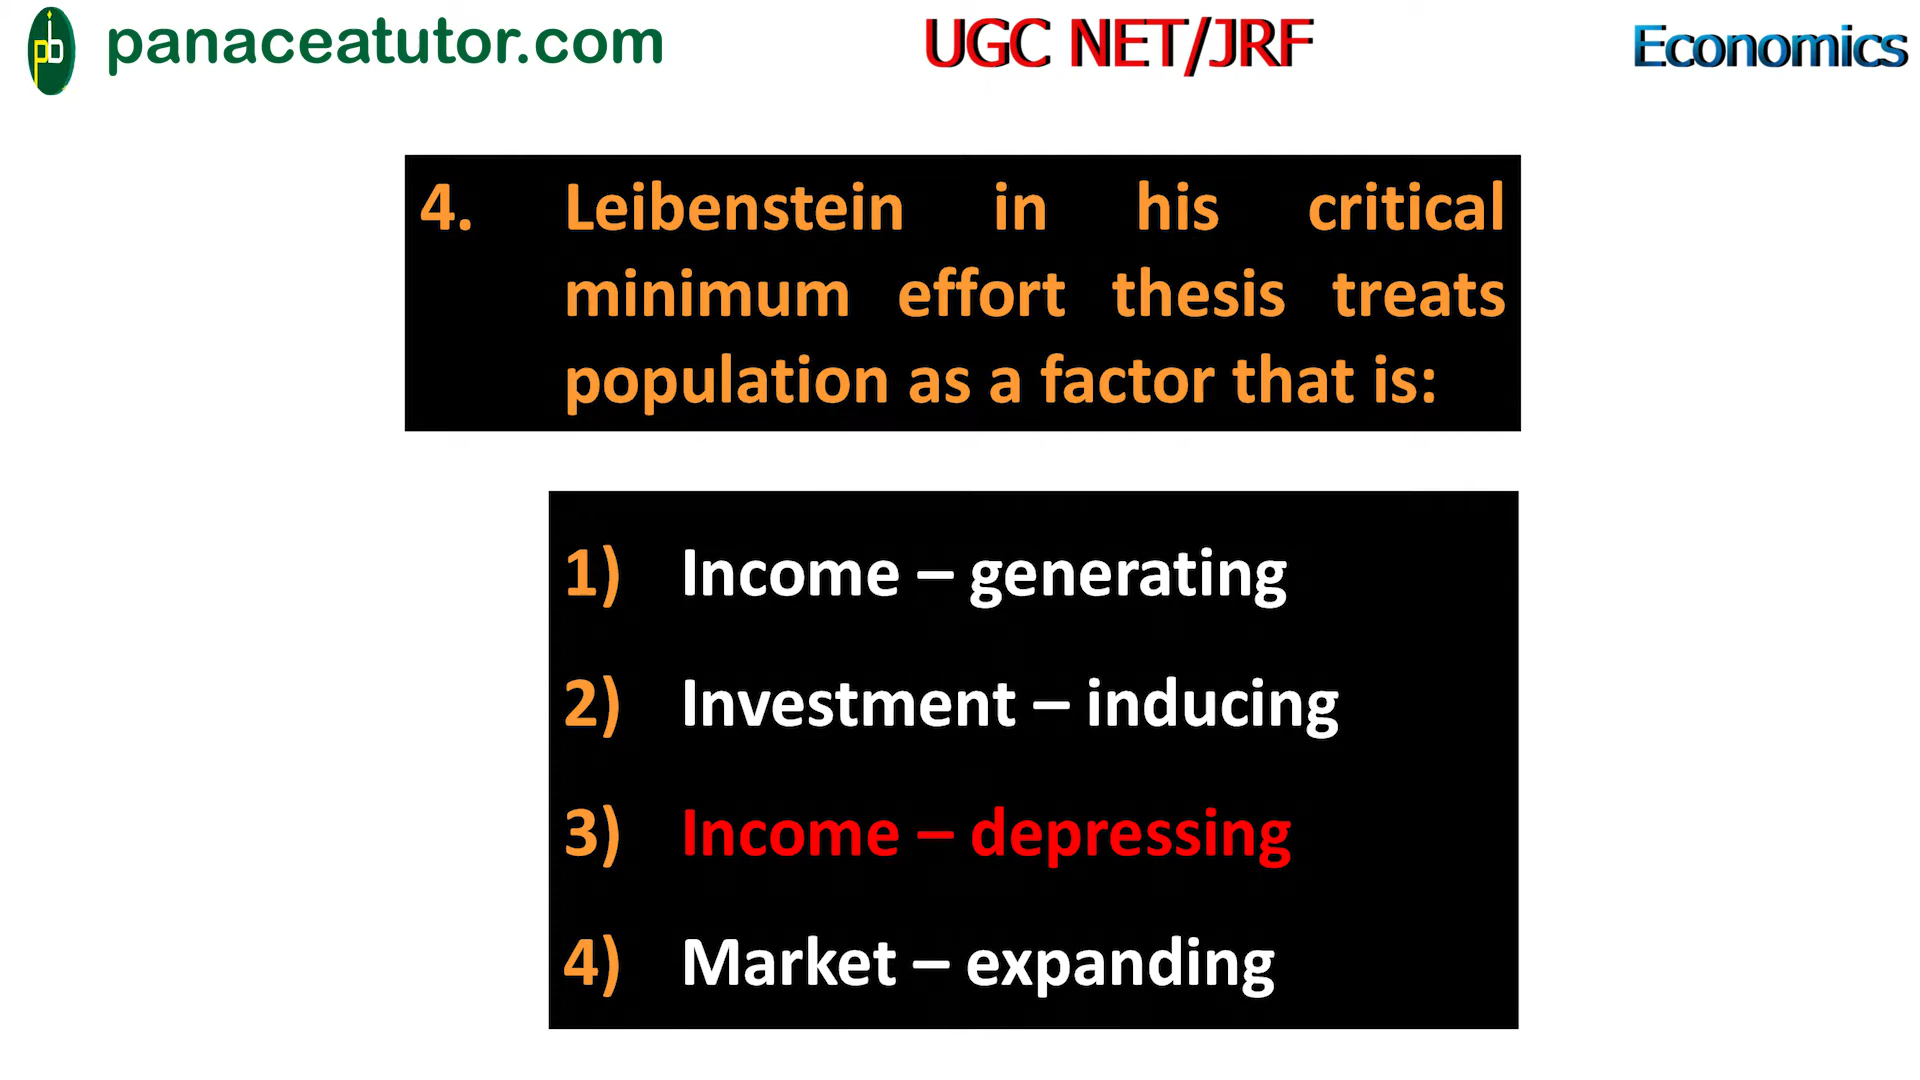 pb panaceatutor.com UGC NET/JRF Economics
4. Leibenstein in his critical
minimum effort thesis treats
population as a factor that is:
1) Income – generating
2) Investment – inducing
3) Income – depressing
4) Market – expanding